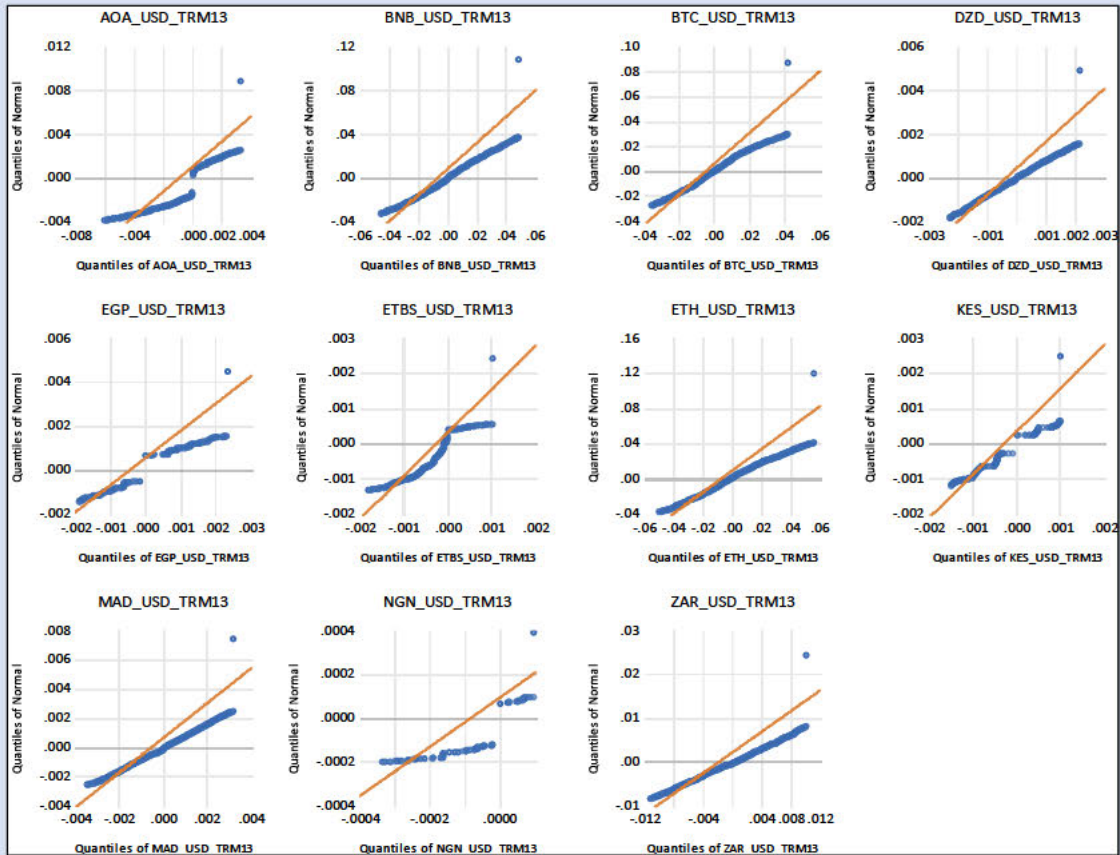 AOA_USD_TRM13 BNB_USD_TRM13 BTC_USD_TRM13 DZD_USD_TRM13
Quantiles of Normal
.012
.008
.004
.000
-.004
-.008 -.004 .000 .002 .004
Quantiles of AOA_USD_TRM13
Quantiles of Normal
.12
.08
.04
.00
-.04
-.06 -.04 -.02 .00 .02 .04 .06
Quantiles of BNB_USD_TRM13
Quantiles of Normal
.10
.08
.06
.04
.02
.00
-.02
-.04
-.04 -.02 .00 .02 .04 .06
Quantiles of BTC_USD_TRM13
Quantiles of Normal
.006
.004
.002
.000
-.002
-.003 -.001 .001 .002 .003
Quantiles of DZD_USD_TRM13
EGP_USD_TRM13 ETBS_USD_TRM13 ETH_USD_TRM13 KES_USD_TRM13
Quantiles of Normal
.006
.004
.002
.000
-.002
-.002 -.001 .000 .001 .002 .003
Quantiles of EGP_USD_TRM13
Quantiles of Normal
.003
.002
.001
.000
-.001
-.002
-.002 -.001 .000 .001 .002
Quantiles of ETBS_USD_TRM13
Quantiles of Normal
.16
.12
.08
.04
.00
-.04
-.06 -.04 -.02 .00 .02 .04 .06
Quantiles of ETH_USD_TRM13
Quantiles of Normal
.003
.002
.001
.000
-.001
-.002
-.002 -.001 .000 .001 .002
Quantiles of KES_USD_TRM13
MAD_USD_TRM13 NGN_USD_TRM13 ZAR_USD_TRM13
Quantiles of Normal
.008
.006
.004
.002
.000
-.002
-.004
-.004 -.002 .000 .002 .004
Quantiles of MAD_USD_TRM13
Quantiles of Normal
.0004
.0002
.0000
-.0002
-.0004
-.0004 -.0002 .0000
Quantiles of NGN_USD_TRM13
Quantiles of Normal
.03
.02
.01
.00
-.01
-.012 -.004 .004 .008 .012
Quantiles of ZAR_USD_TRM13